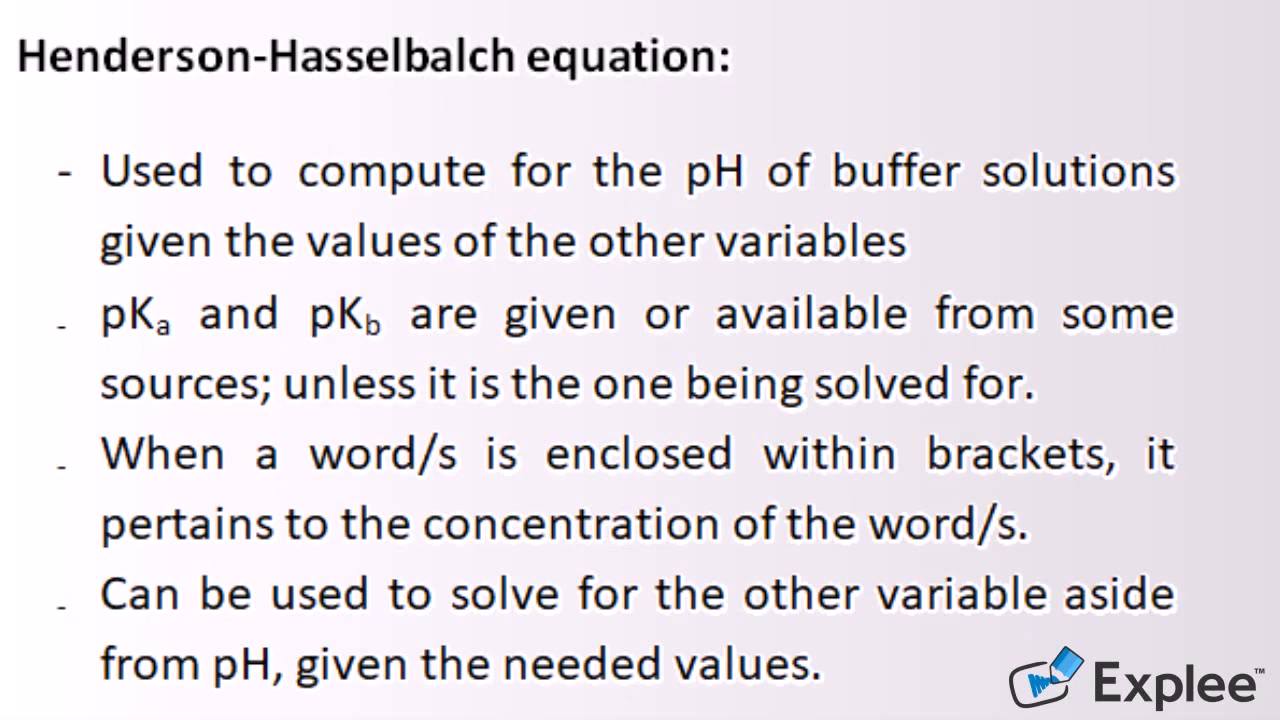 Henderson-Hasselbalch equation:
- Used to compute for the pH of buffer solutions
given the values of the other variables
- pKₐ and pK_b are given or available from some
sources; unless it is the one being solved for.
- When a word/s is enclosed within brackets, it
pertains to the concentration of the word/s.
- Can be used to solve for the other variable aside
from pH, given the needed values.
Explee™